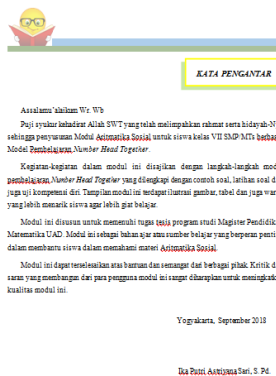 KATA PENGANTAR
Assalamu'alaikum Wr. Wb
Puji syukur kehadirat Allah SWT yang telah melimpahkan rahmat serta hidayah-N
sehingga penyusunan Modul Aritmatika Sosial untuk siswa kelas VII SMP/MTs berbas
Model Pembelajaran Number Head Together.
Kegiatan-kegiatan dalam modul ini disajikan dengan langkah-langkah mod
pembelajaran Number Head Together yang dilengkapi dengan contoh soal, latihan soal d
juga uji kompetensi diri. Tampilan modul ini terdapat ilustrasi gambar, tabel dan juga war
yang lebih menarik siswa agar lebih giat belajar.
Modul ini disusun untuk memenuhi tugas tesis program studi Magister Pendidik
Matematika UAD. Modul ini sebagai bahan ajar atau sumber belajar yang berperan penti
dalam membantu siswa dalam memahami materi Aritmatika Sosial.
Modul ini dapat terselesaikan atas bantuan dan semangat dari berbagai pihak. Kritik d
saran yang membangun dari para pengguna modul ini sangat diharapkan untuk meningkatk
kualitas modul ini.
Yogyakarta, September 2018
Ika Putri Astriyana Sari, S. Pd.